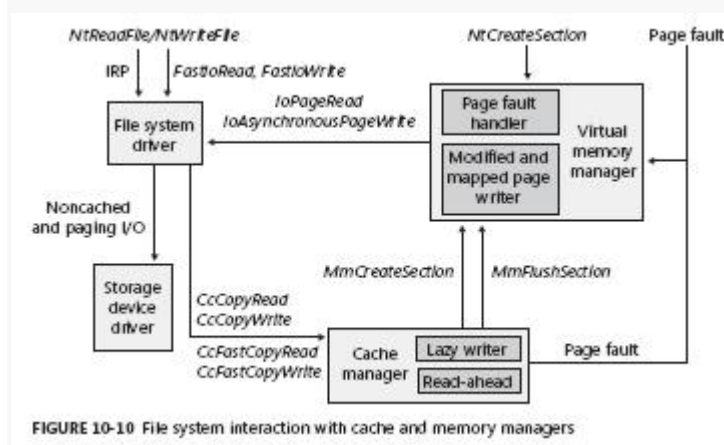 NtReadFile/NtWriteFile
NtCreateSection
Page fault
IRP
FastIoRead, FastIoWrite
IoPageRead
IoAsynchronousPageWrite
File system
driver
Page fault
handler
Virtual
memory
manager
Modified and
mapped page
writer
Noncached
and paging I/O
MmCreateSection
MmFlushSection
Storage
device
driver
CcCopyRead
CcCopyWrite
CcFastCopyRead
CcFastCopyWrite
Cache
manager
Lazy writer
Read-ahead
Page fault
FIGURE 10-10 File system interaction with cache and memory managers